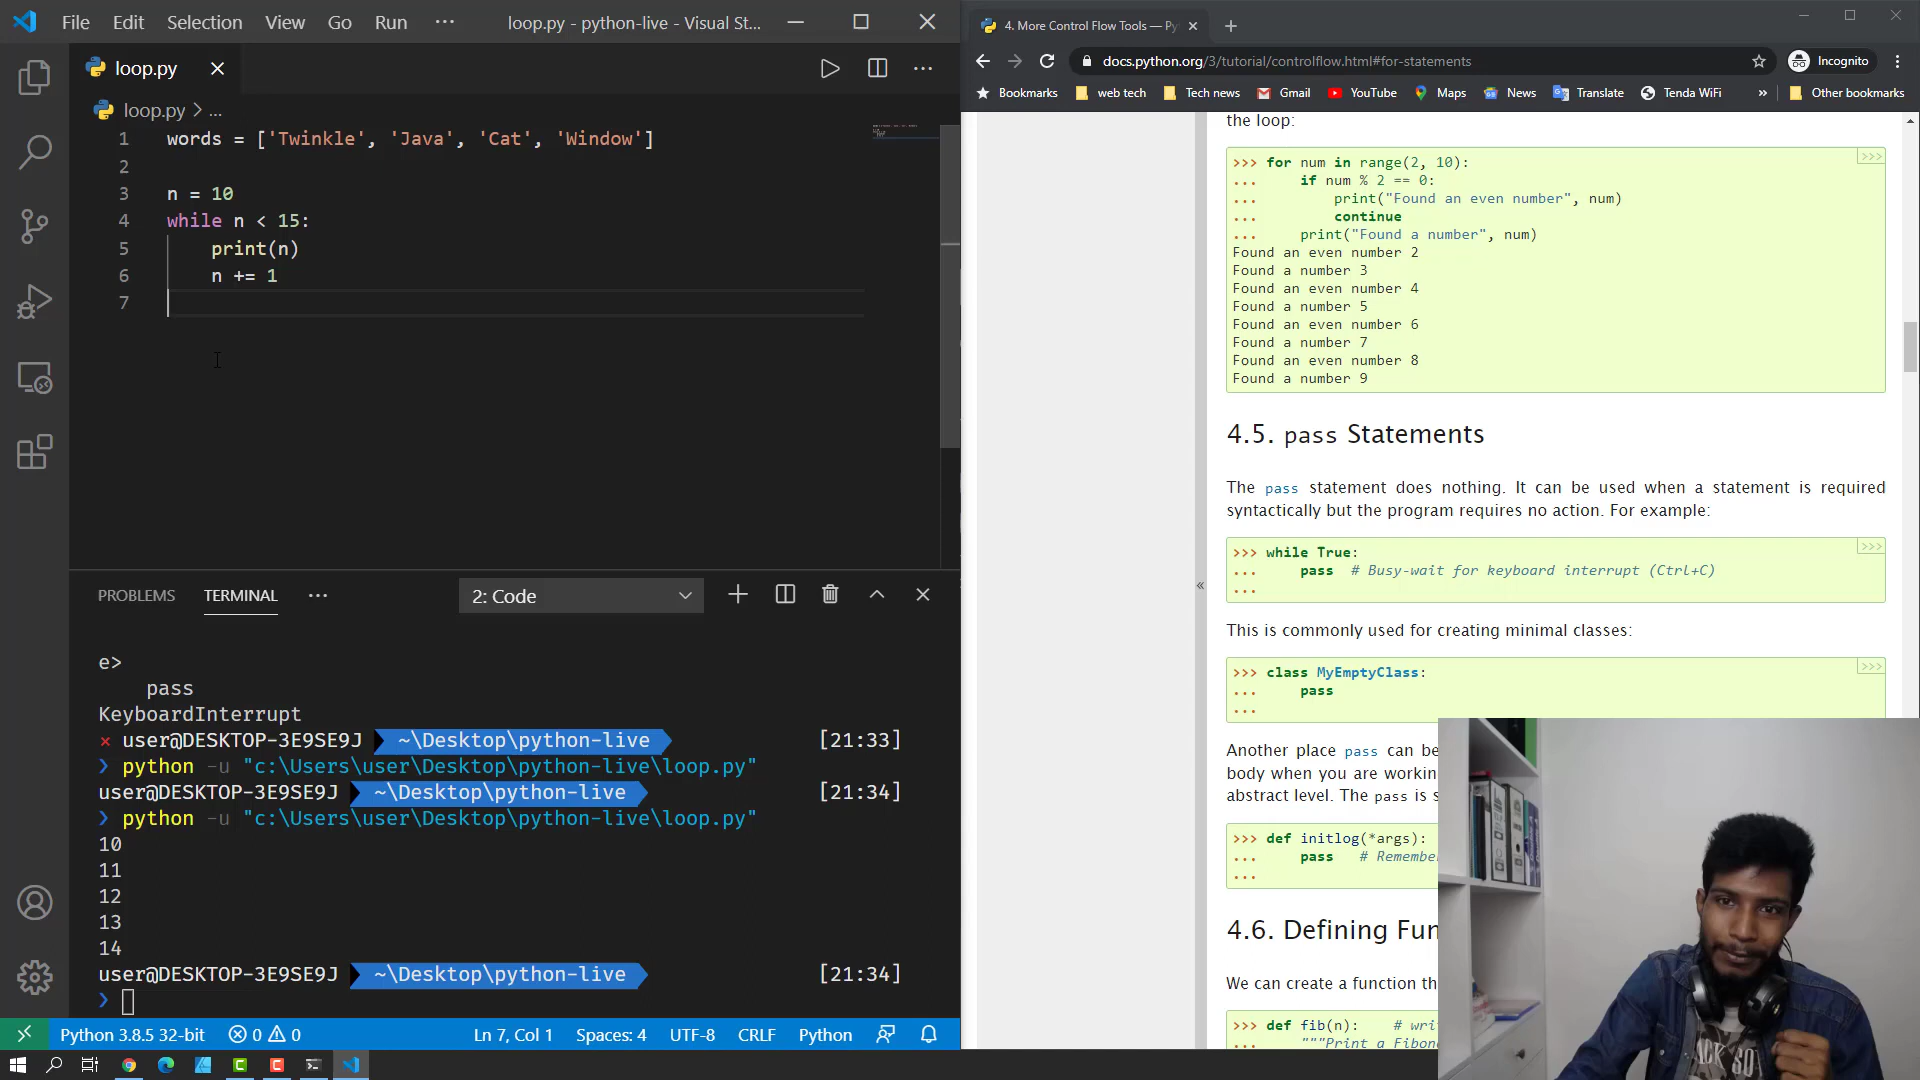 File Edit Selection View Go Run ··· loop.py - python-live - Visual St...
loop.py
loop.py > ...
1 words = ['Twinkle', 'Java', 'Cat', 'Window']
2
3 n = 10
4 while n < 15:
5 print(n)
6 n += 1
7
PROBLEMS TERMINAL ··· 2: Code
e>
pass
KeyboardInterrupt
× user@DESKTOP-3E9SE9J ~\Desktop\python-live [21:33]
❯ python -u "c:\Users\user\Desktop\python-live\loop.py"
user@DESKTOP-3E9SE9J ~\Desktop\python-live [21:34]
❯ python -u "c:\Users\user\Desktop\python-live\loop.py"
10
11
12
13
14
user@DESKTOP-3E9SE9J ~\Desktop\python-live [21:34]
❯
Python 3.8.5 32-bit 0 0 Ln 7, Col 1 Spaces: 4 UTF-8 CRLF Python
4. More Control Flow Tools — Py
docs.python.org/3/tutorial/controlflow.html#for-statements Incognito
Bookmarks web tech Tech news Gmail YouTube Maps News Translate Tenda WiFi » Other bookmarks
the loop:
>>> for num in range(2, 10): >>>
... if num % 2 == 0:
... print("Found an even number", num)
... continue
... print("Found a number", num)
Found an even number 2
Found a number 3
Found an even number 4
Found a number 5
Found an even number 6
Found a number 7
Found an even number 8
Found a number 9
4.5. pass Statements
The pass statement does nothing. It can be used when a statement is required
syntactically but the program requires no action. For example:
>>> while True: >>>
... pass # Busy-wait for keyboard interrupt (Ctrl+C)
...
«
This is commonly used for creating minimal classes:
>>> class MyEmptyClass: >>>
... pass
...
Another place pass can be
body when you are workin
abstract level. The pass is s
>>> def initlog(*args):
... pass # Remembe
...
4.6. Defining Fun
We can create a function th
>>> def fib(n): # wri
... """Print a Fibon